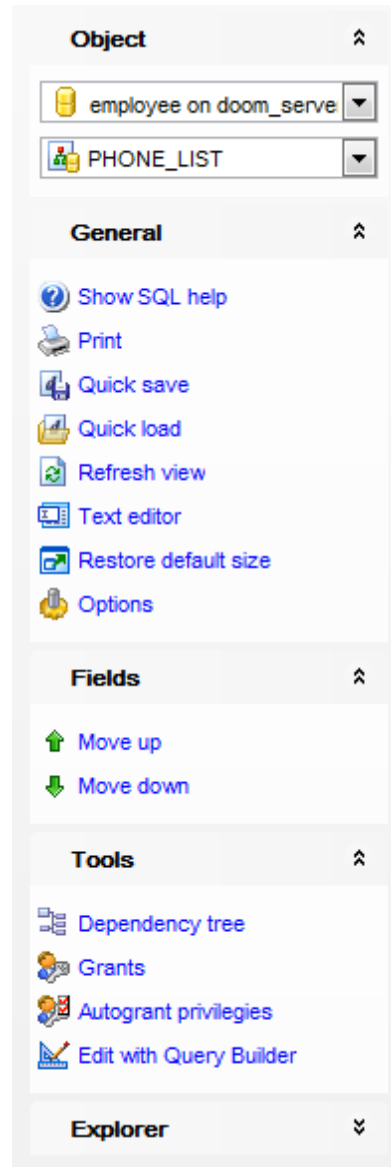 Object
employee on doom_serve
PHONE_LIST
General
Show SQL help
Print
Quick save
Quick load
Refresh view
Text editor
Restore default size
Options
Fields
Move up
Move down
Tools
Dependency tree
Grants
Autogrant privilegies
Edit with Query Builder
Explorer